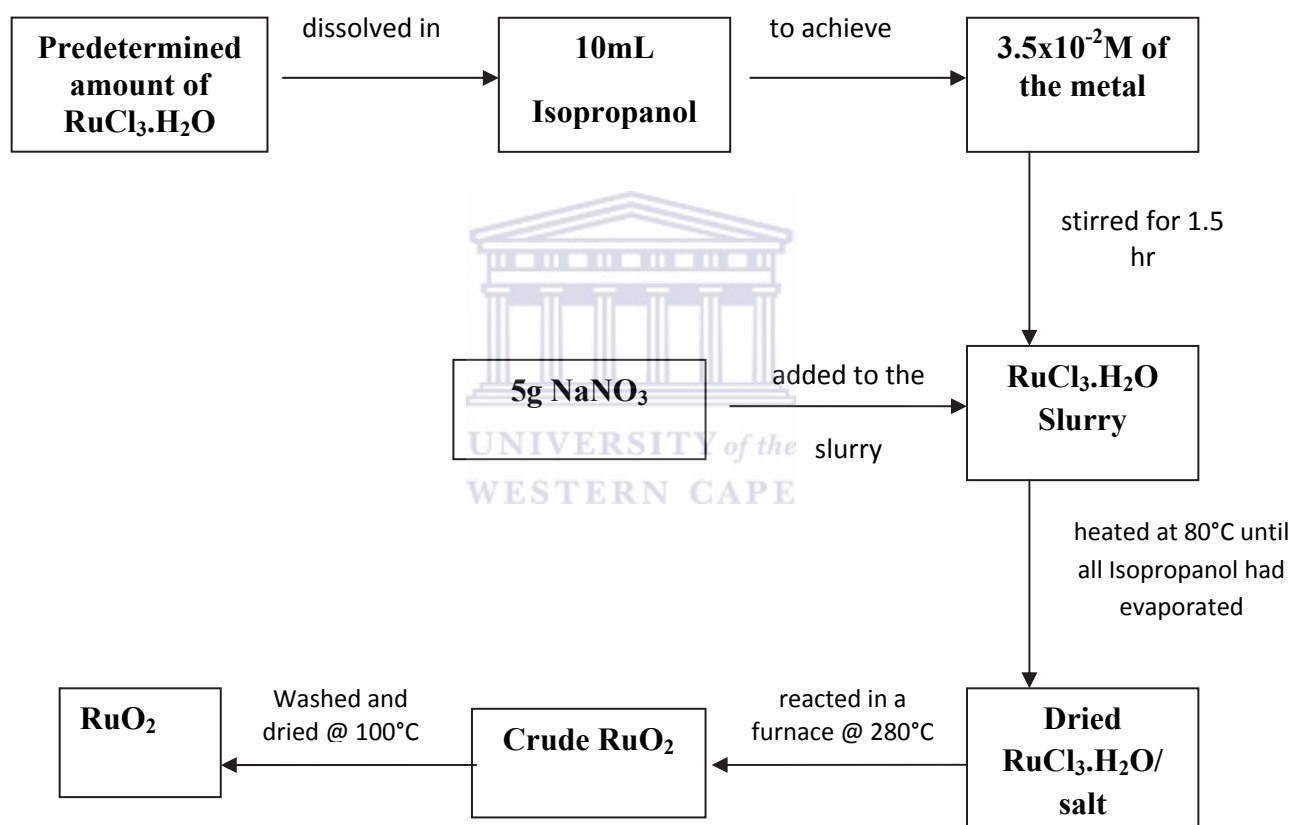 Predetermined
amount of
RuCl₃.H₂O
dissolved in
10mL
Isopropanol
to achieve
3.5x10⁻²M of
the metal
stirred for 1.5
hr
5g NaNO₃
added to the
slurry
RuCl₃.H₂O
Slurry
UNIVERSITY of the
WESTERN CAPE
heated at 80°C until
all Isopropanol had
evaporated
Dried
RuCl₃.H₂O/
salt
reacted in a
furnace @ 280°C
Crude RuO₂
Washed and
dried @ 100°C
RuO₂